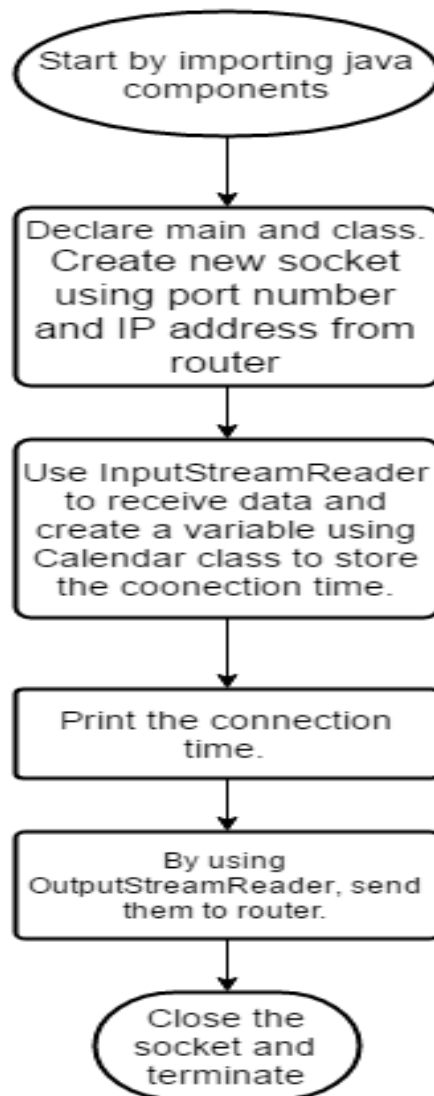 Start by importing java
components
Declare main and class.
Create new socket
using port number
and IP address from
router
Use InputStreamReader
to receive data and
create a variable using
Calendar class to store
the coonection time.
Print the connection
time.
By using
OutputStreamReader, send
them to router.
Close the
socket and
terminate